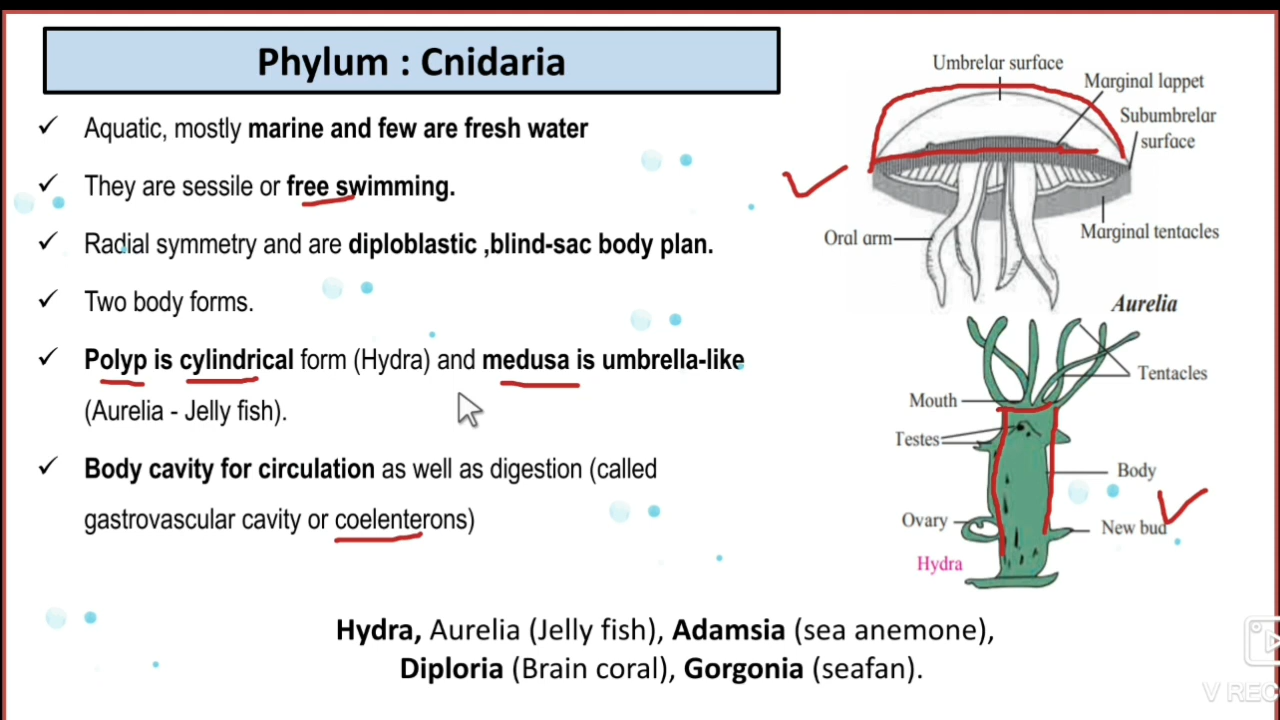 Phylum : Cnidaria
Aquatic, mostly marine and few are fresh water
They are sessile or free swimming.
Radial symmetry and are diploblastic ,blind-sac body plan.
Two body forms.
Polyp is cylindrical form (Hydra) and medusa is umbrella-like
(Aurelia - Jelly fish).
Body cavity for circulation as well as digestion (called
gastrovascular cavity or coelenterons)
Umbrelar surface
Marginal lappet
Subumbrelar
surface
Oral arm
Marginal tentacles
Aurelia
Tentacles
Mouth
Testes
Body
Ovary
New bud
Hydra
Hydra, Aurelia (Jelly fish), Adamsia (sea anemone),
Diploria (Brain coral), Gorgonia (seafan).
V REC